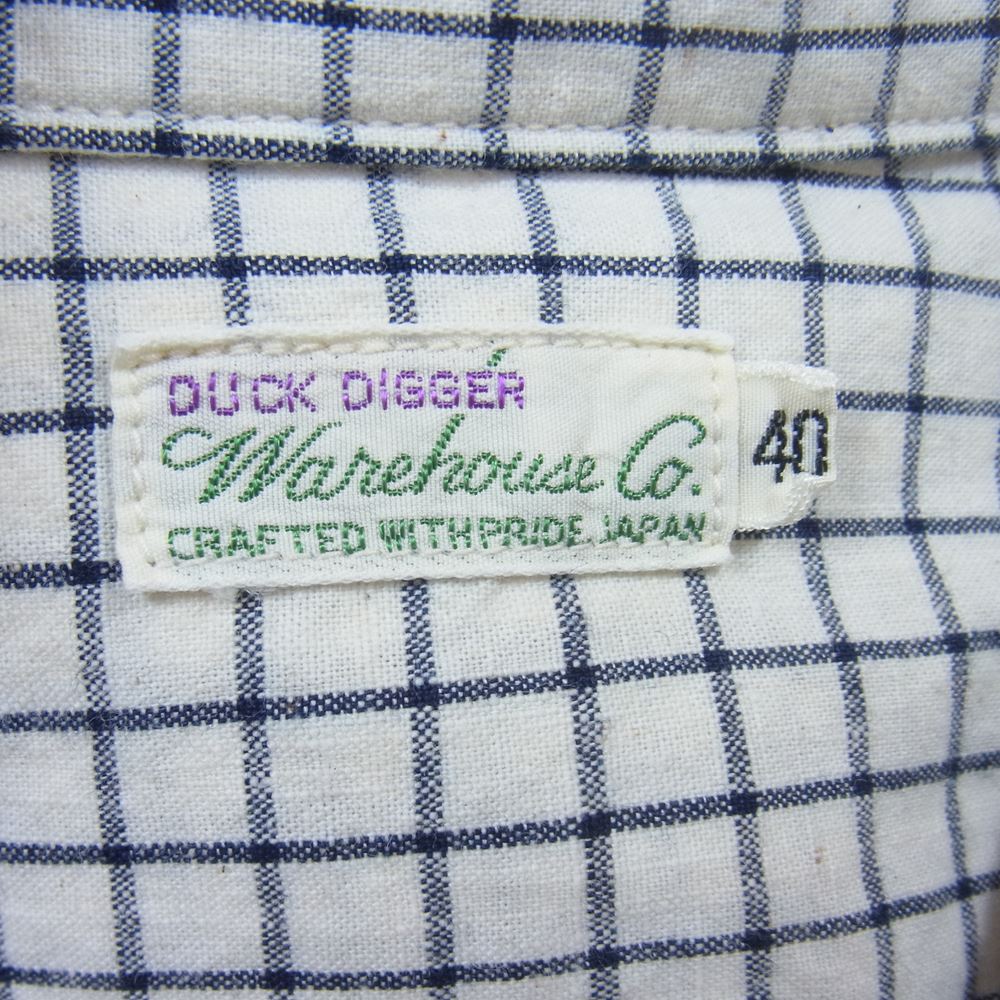 DUCK DIGGER
Warehouse Co.
CRAFTED WITH PRIDE JAPAN
40